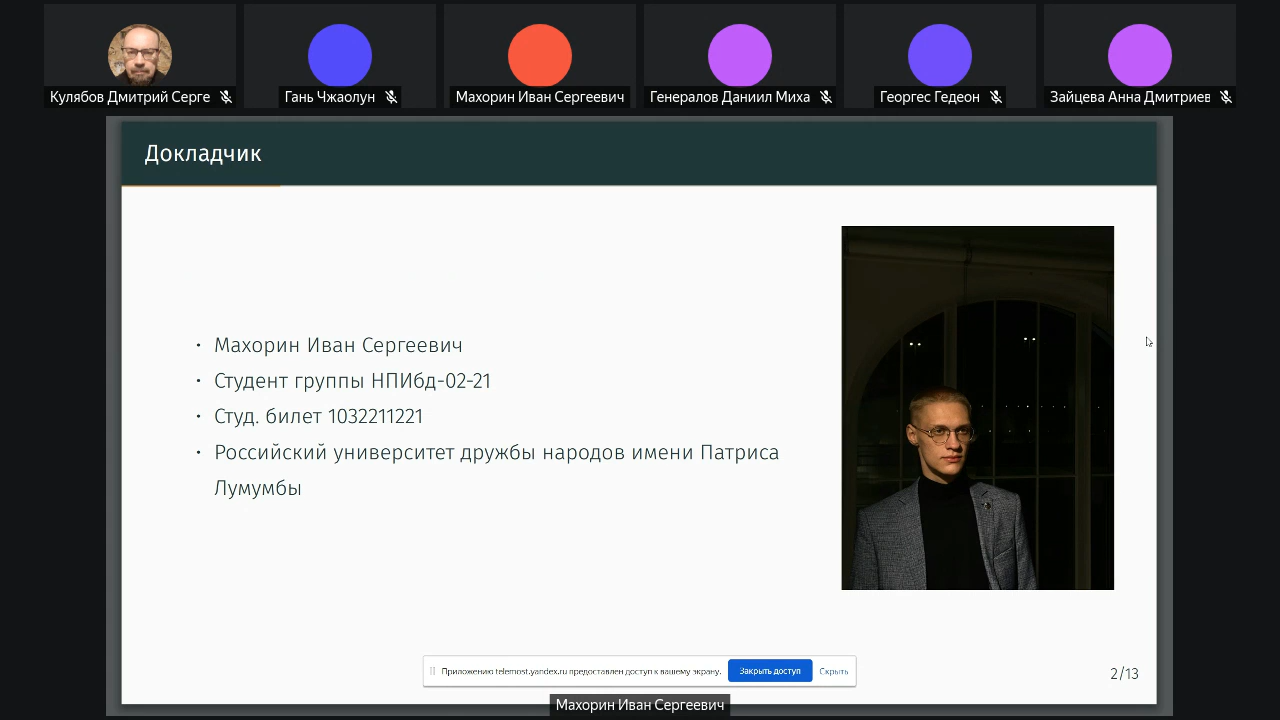 Кулябов Дмитрий Серге
Гань Чжаолун
Махорин Иван Сергеевич
Генералов Даниил Миха
Георгес Гедеон
Зайцева Анна Дмитриев
Докладчик
• Махорин Иван Сергеевич
• Студент группы НПИбд-02-21
• Студ. билет 1032211221
• Российский университет дружбы народов имени Патриса
Лумумбы
Приложению telemost.yandex.ru предоставлен доступ к вашему экрану.
Закрыть доступ
Скрыть
2/13
Махорин Иван Сергеевич